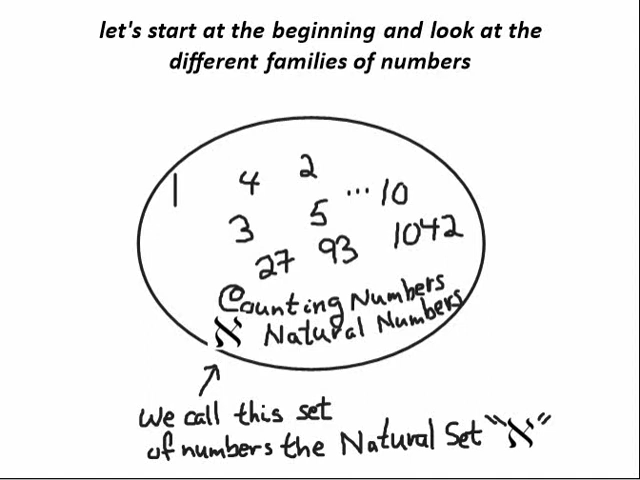 let's start at the beginning and look at the
different families of numbers
1 4 2 ... 10
3 5 1042
27 93
Counting Numbers
ℵ Natural Numbers
We call this set
of numbers the Natural Set "ℵ"